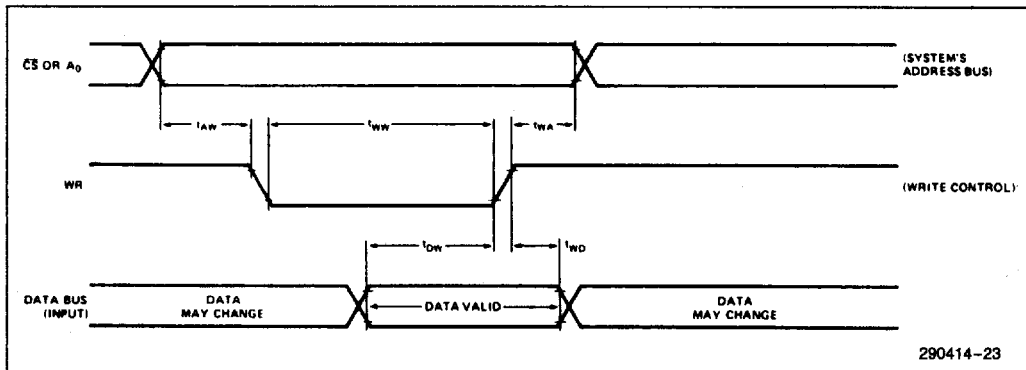 CS OR A0
(SYSTEM'S
ADDRESS BUS)
tAW
tWW
tWA
WR
(WRITE CONTROL)
tDW
tWD
DATA BUS
(INPUT)
DATA
MAY CHANGE
DATA VALID
DATA
MAY CHANGE
290414-23